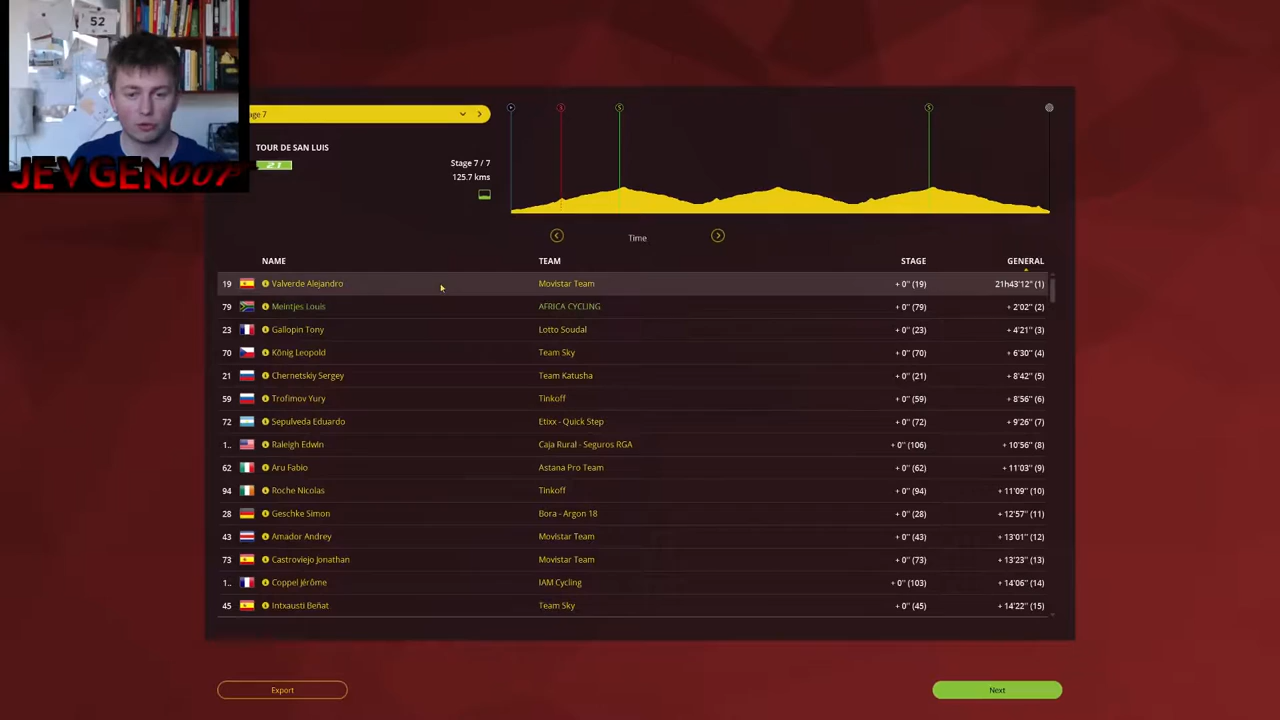 52
JEVGEN007
age 7
TOUR DE SAN LUIS
2.1
Stage 7 / 7
125.7 kms
S S S
Time
NAME TEAM STAGE GENERAL
19 Valverde Alejandro Movistar Team + 0" (19) 21h43'12" (1)
79 Meintjes Louis AFRICA CYCLING + 0" (79) + 2'02" (2)
23 Gallopin Tony Lotto Soudal + 0" (23) + 4'21" (3)
70 König Leopold Team Sky + 0" (70) + 6'30" (4)
21 Chernetskiy Sergey Team Katusha + 0" (21) + 8'42" (5)
59 Trofimov Yury Tinkoff + 0" (59) + 8'56" (6)
72 Sepulveda Eduardo Etixx - Quick Step + 0" (72) + 9'26" (7)
1.. Raleigh Edwin Caja Rural - Seguros RGA + 0" (106) + 10'56" (8)
62 Aru Fabio Astana Pro Team + 0" (62) + 11'03" (9)
94 Roche Nicolas Tinkoff + 0" (94) + 11'09" (10)
28 Geschke Simon Bora - Argon 18 + 0" (28) + 12'57" (11)
43 Amador Andrey Movistar Team + 0" (43) + 13'01" (12)
73 Castroviejo Jonathan Movistar Team + 0" (73) + 13'23" (13)
1.. Coppel Jérôme IAM Cycling + 0" (103) + 14'06" (14)
45 Intxausti Beñat Team Sky + 0" (45) + 14'22" (15)
Export Next